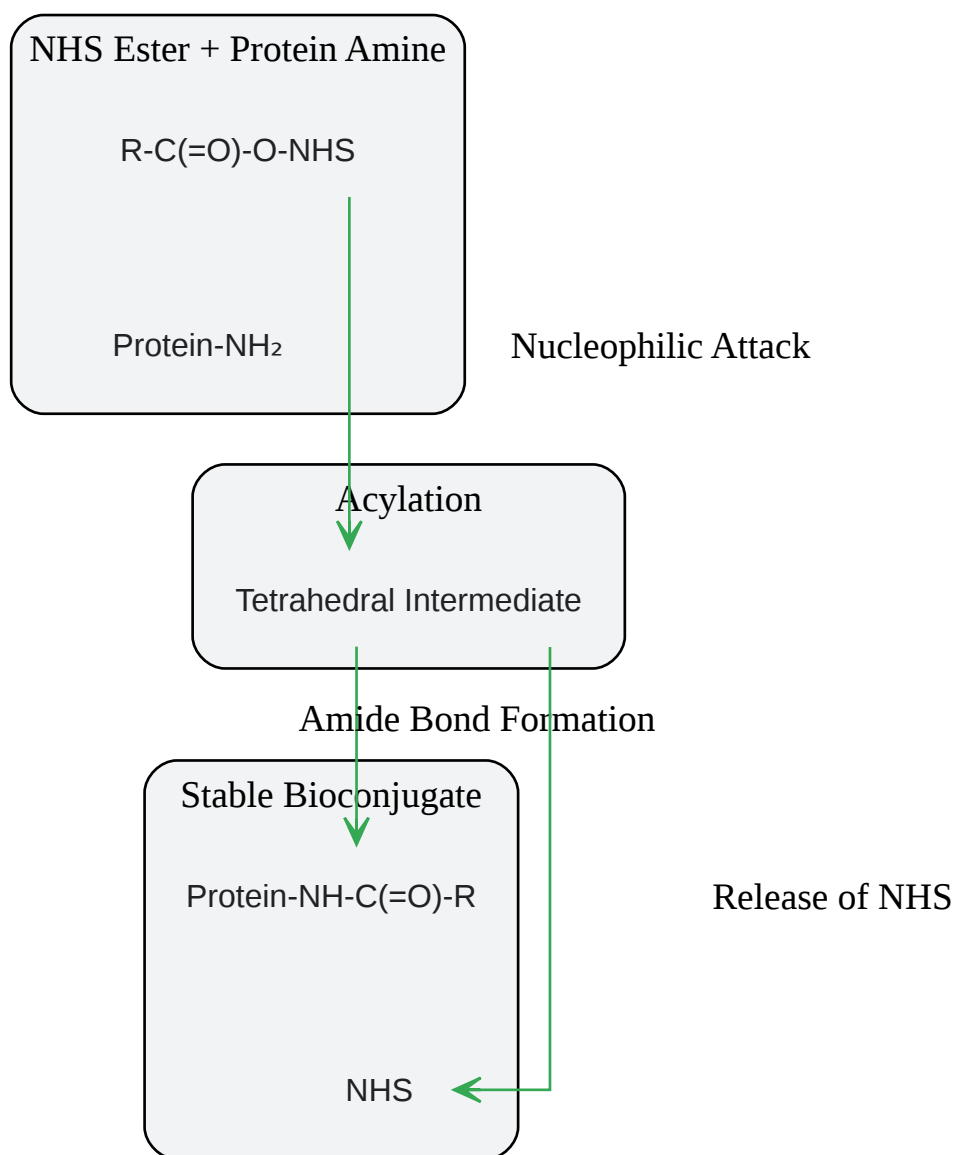 NHS Ester + Protein Amine
R-C(=O)-O-NHS
Protein-NH₂
Nucleophilic Attack
Acylation
Tetrahedral Intermediate
Amide Bond Formation
Stable Bioconjugate
Protein-NH-C(=O)-R
Release of NHS
NHS